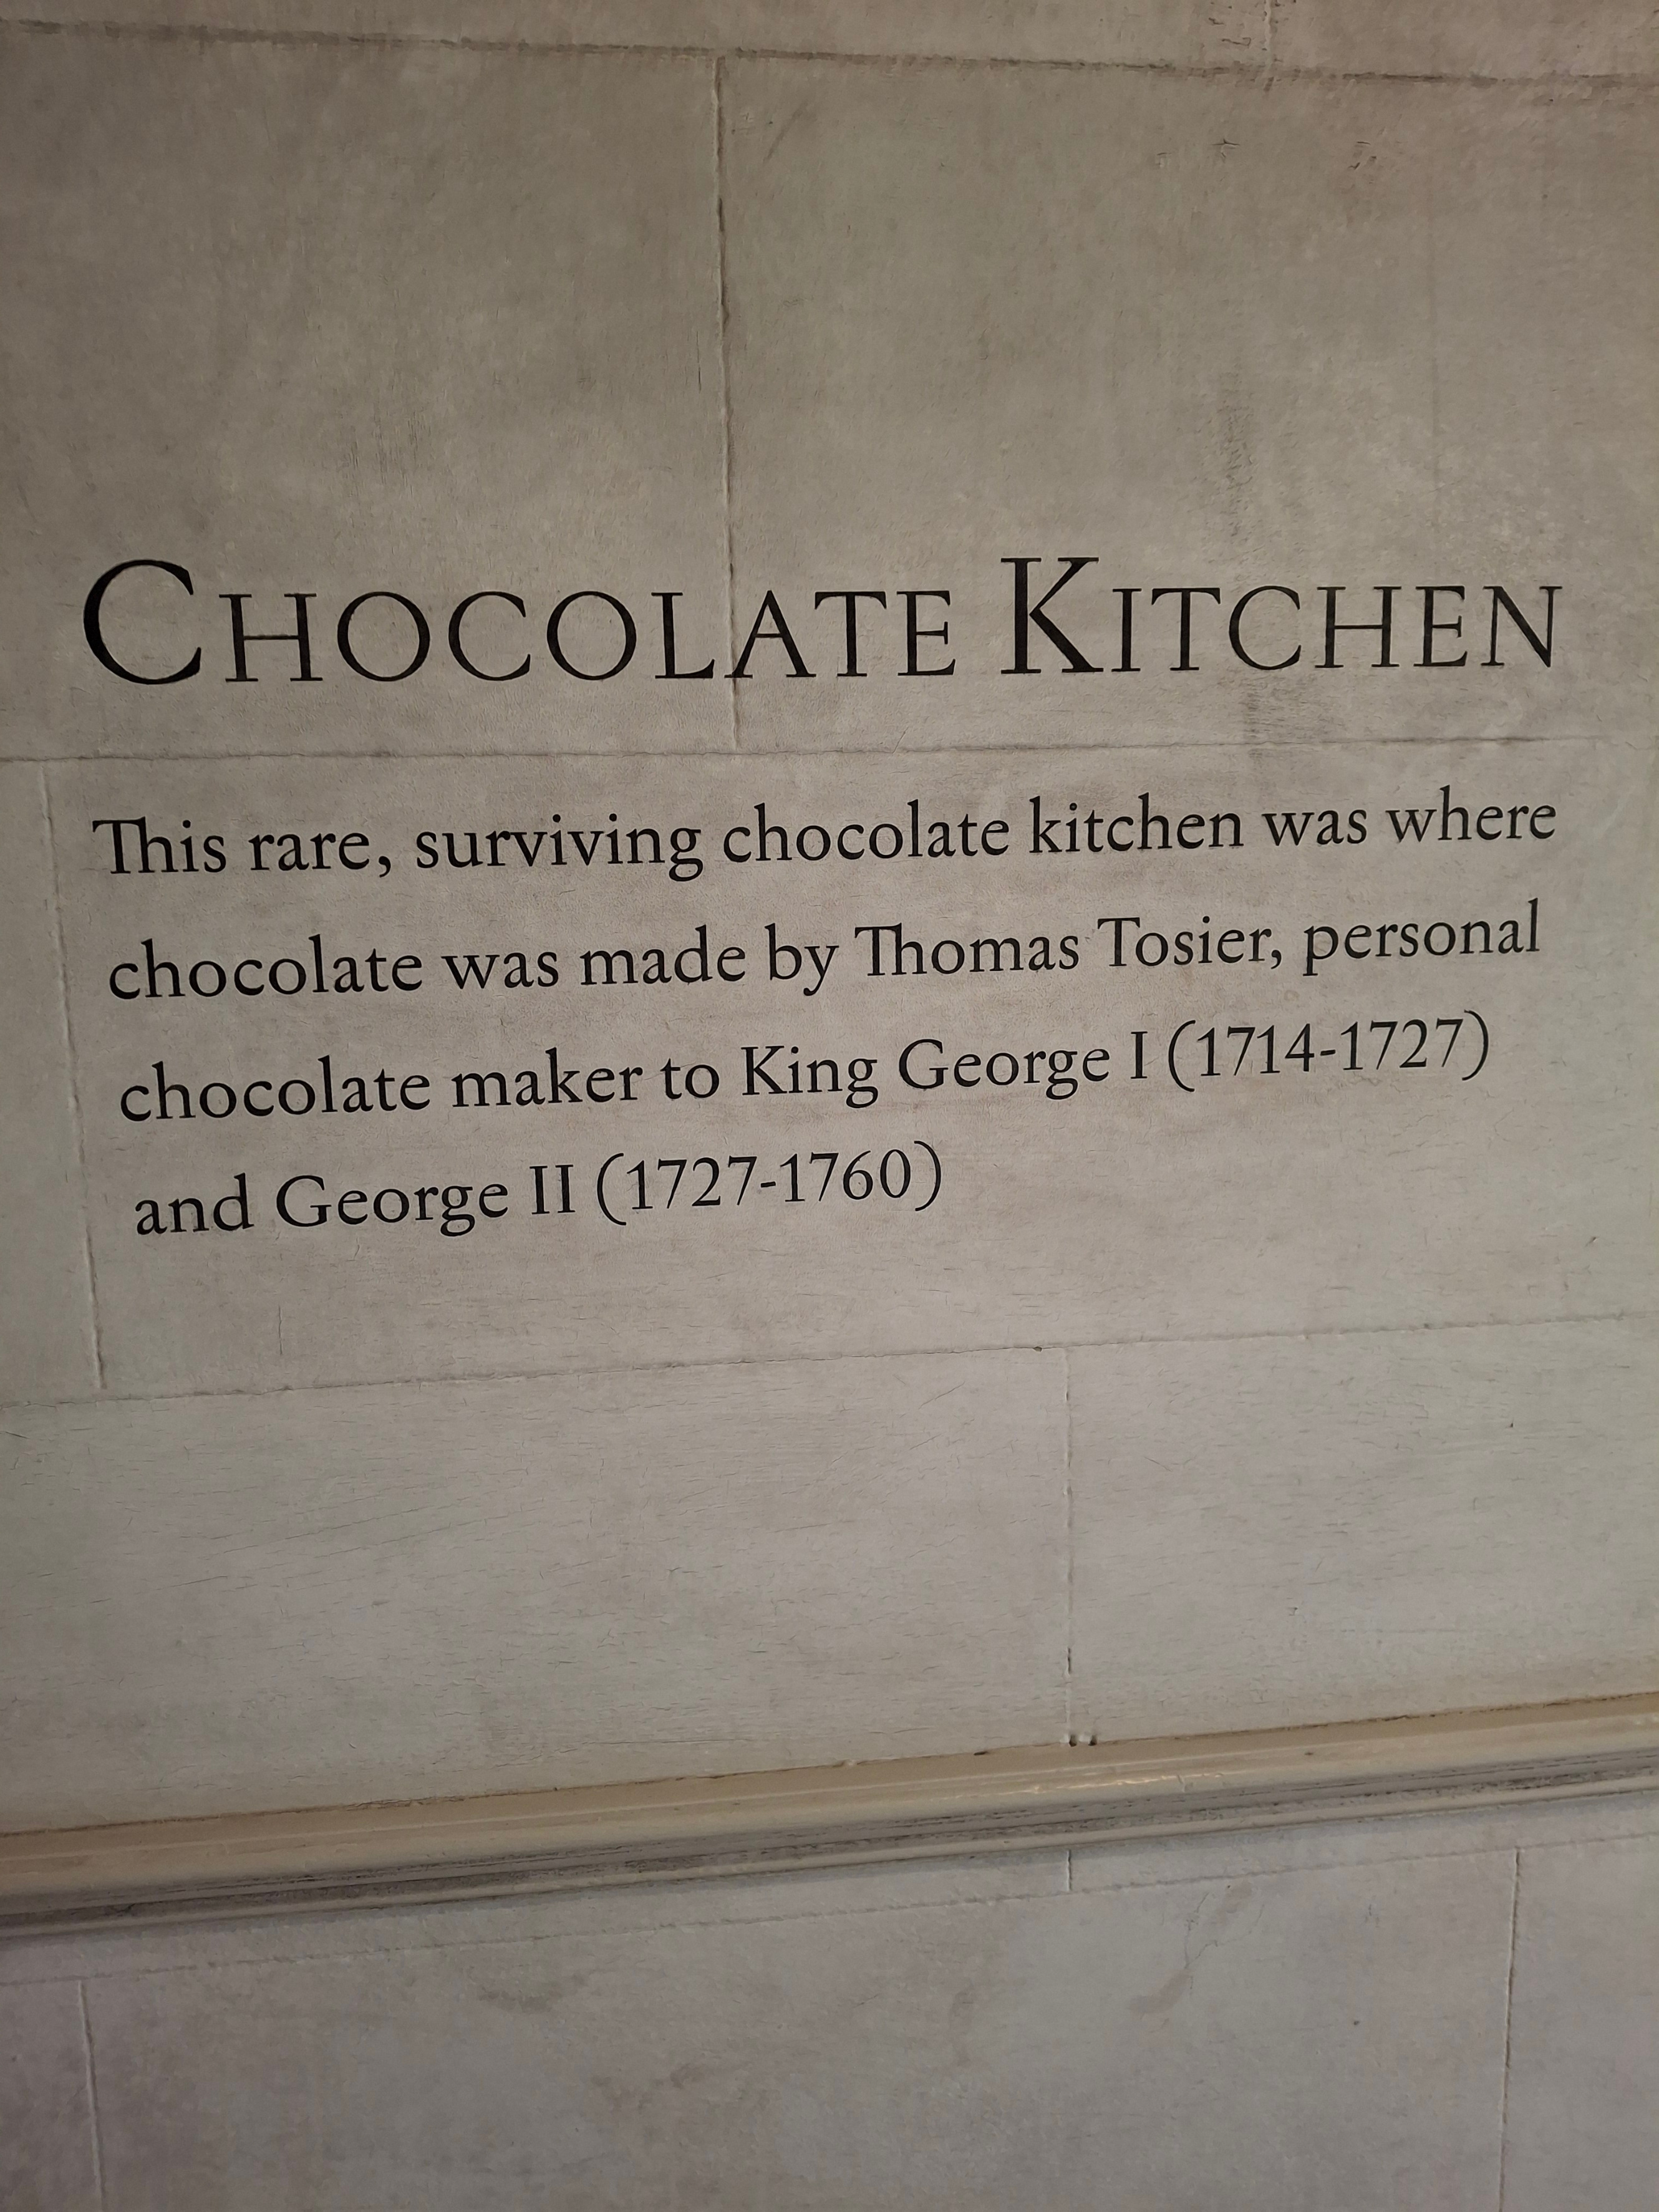 CHOCOLATE KITCHEN
This rare, surviving chocolate kitchen was where
chocolate was made by Thomas Tosier, personal
chocolate maker to King George I (1714-1727)
and George II (1727-1760)